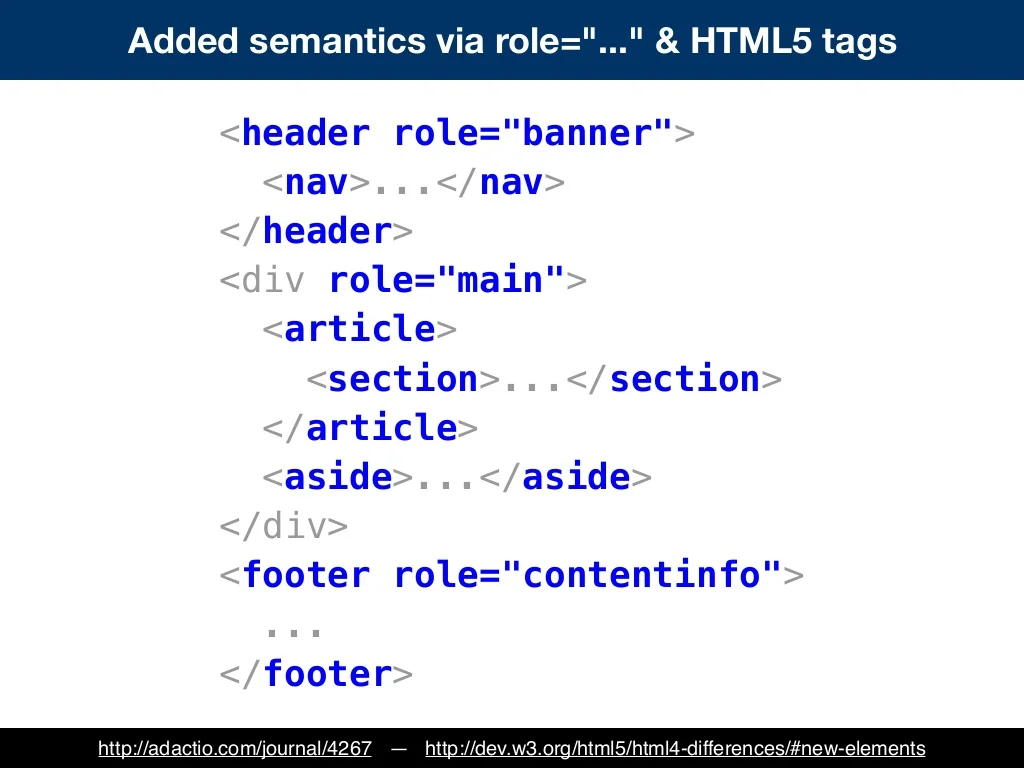 Added semantics via role="..." & HTML5 tags
<header role="banner">
  <nav>...</nav>
</header>
<div role="main">
  <article>
    <section>...</section>
  </article>
  <aside>...</aside>
</div>
<footer role="contentinfo">
  ...
</footer>
http://adactio.com/journal/4267 — http://dev.w3.org/html5/html4-differences/#new-elements